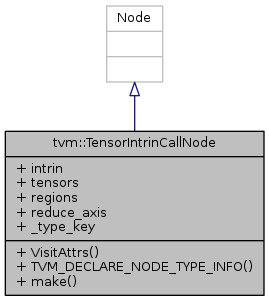 Node
tvm::TensorIntrinCallNode
+ intrin
+ tensors
+ regions
+ reduce_axis
+ _type_key
+ VisitAttrs()
+ TVM_DECLARE_NODE_TYPE_INFO()
+ make()